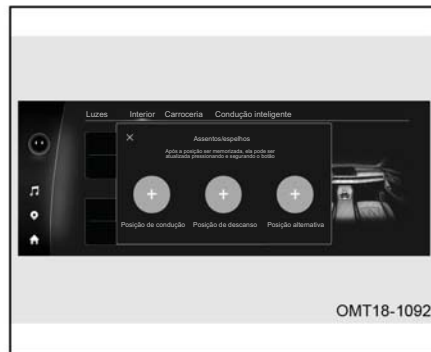 Luzes Interior Carroceria Condução inteligente
Assentos/espelhos
Após a posição ser memorizada, ela pode ser
atualizada pressionando e segurando o botão
Posição de condução Posição de descanso Posição alternativa
OMT18-1092